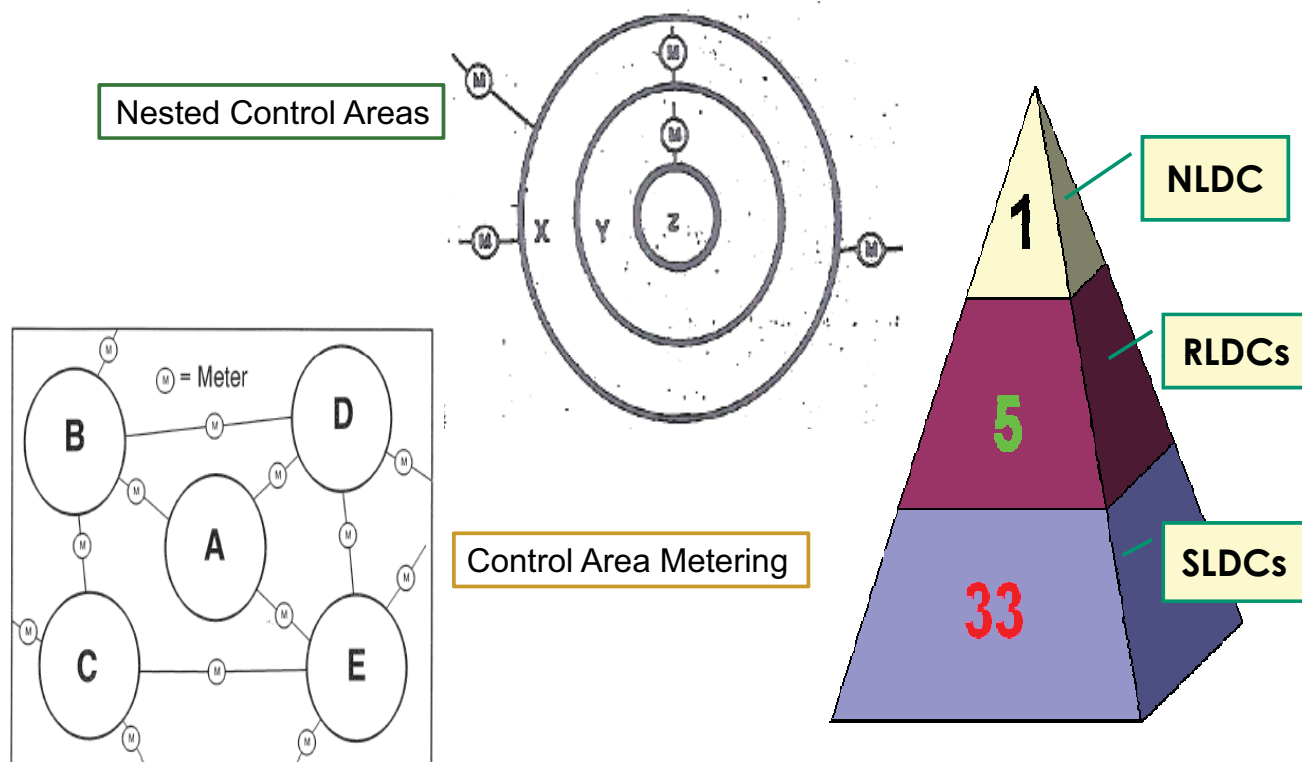 Nested Control Areas
M
M
M
M
M
X
Y
Z
1
NLDC
5
RLDCs
33
SLDCs
M
M = Meter
B
M
D
M
M
M
M
A
M
M
M
M
C
M
E
M
M
Control Area Metering